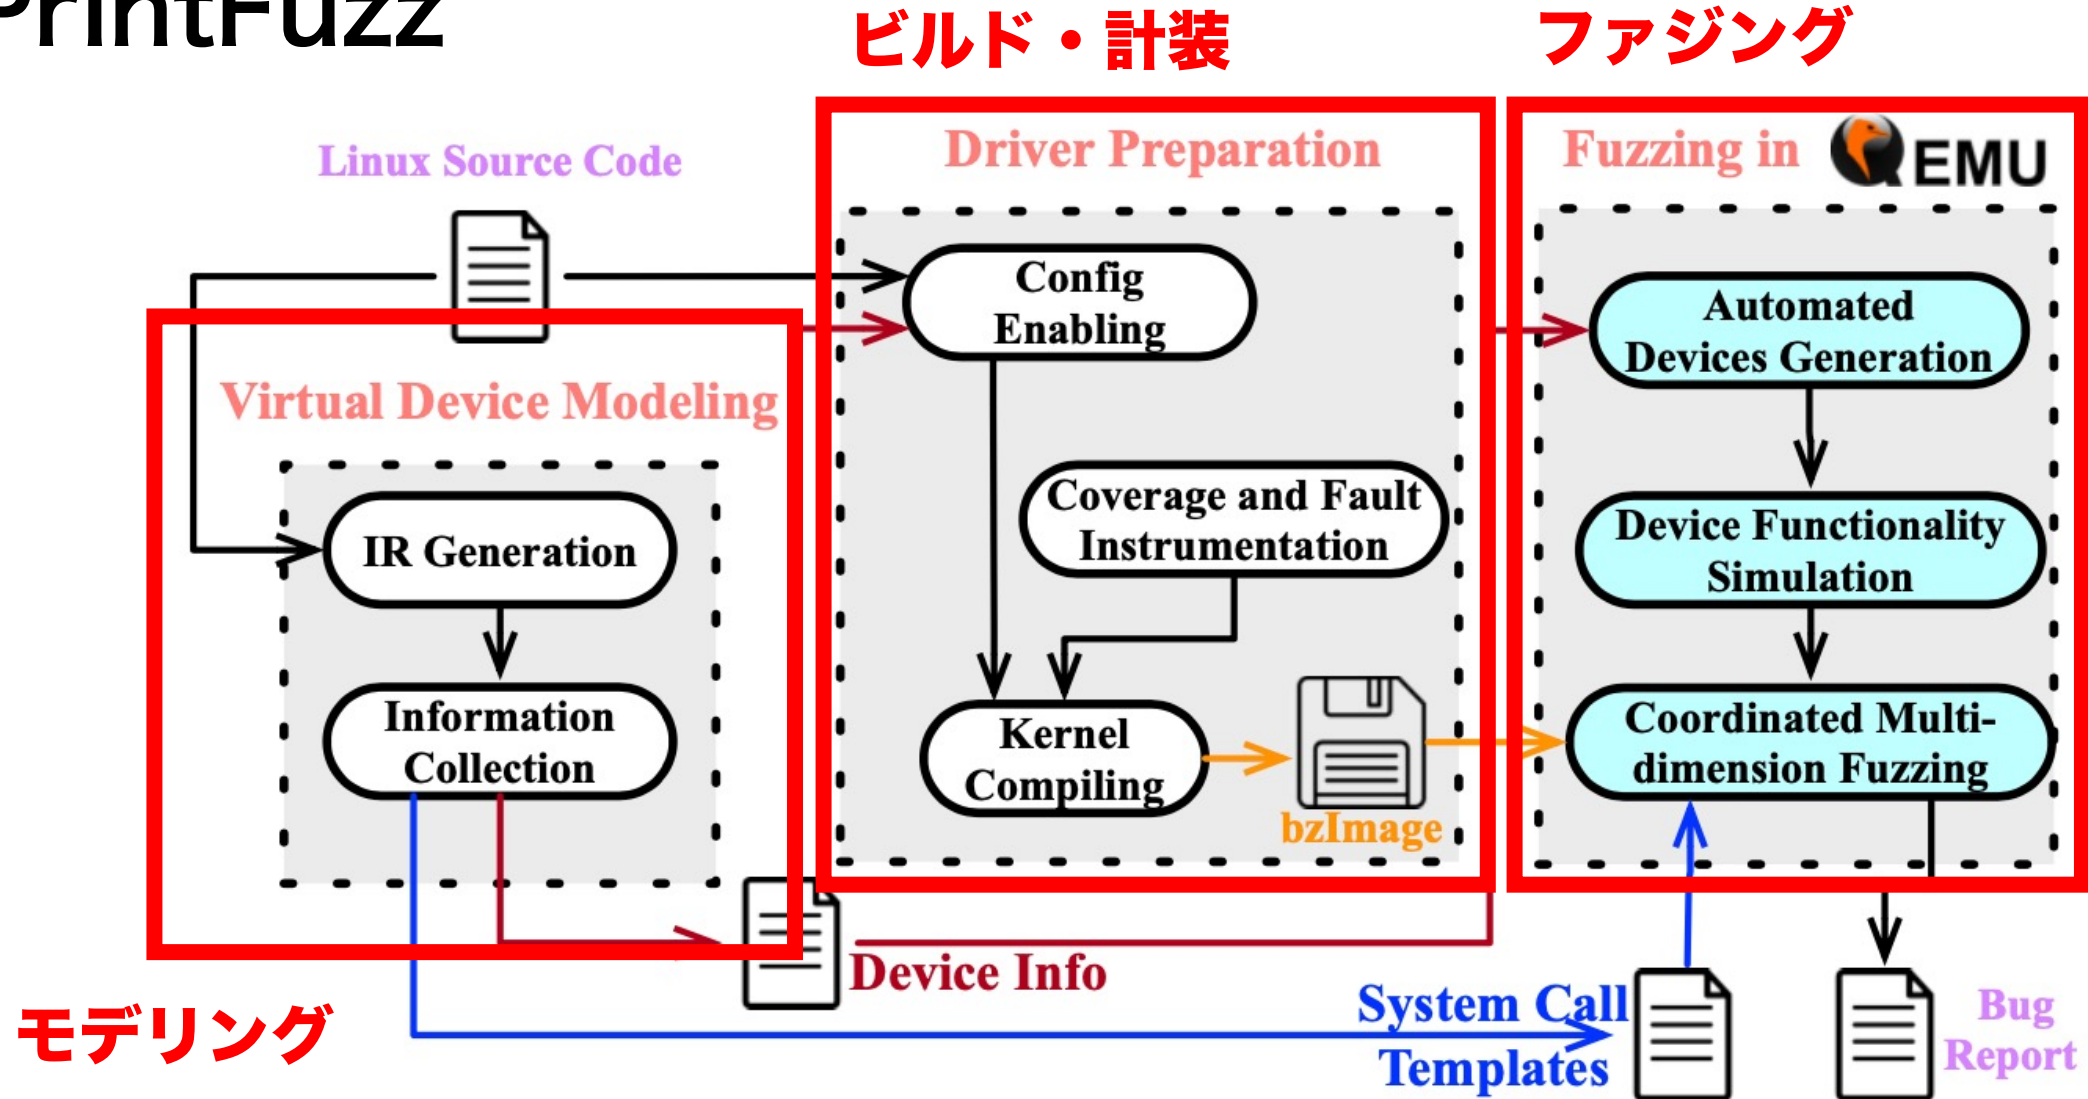 PrintFuzz
ビルド・計装
ファジング
Linux Source Code
Driver Preparation
Fuzzing in QEMU
Virtual Device Modeling
IR Generation
Information
Collection
Config
Enabling
Coverage and Fault
Instrumentation
Kernel
Compiling
bzImage
Automated
Devices Generation
Device Functionality
Simulation
Coordinated Multi-
dimension Fuzzing
Device Info
モデリング
System Call
Templates
Bug
Report